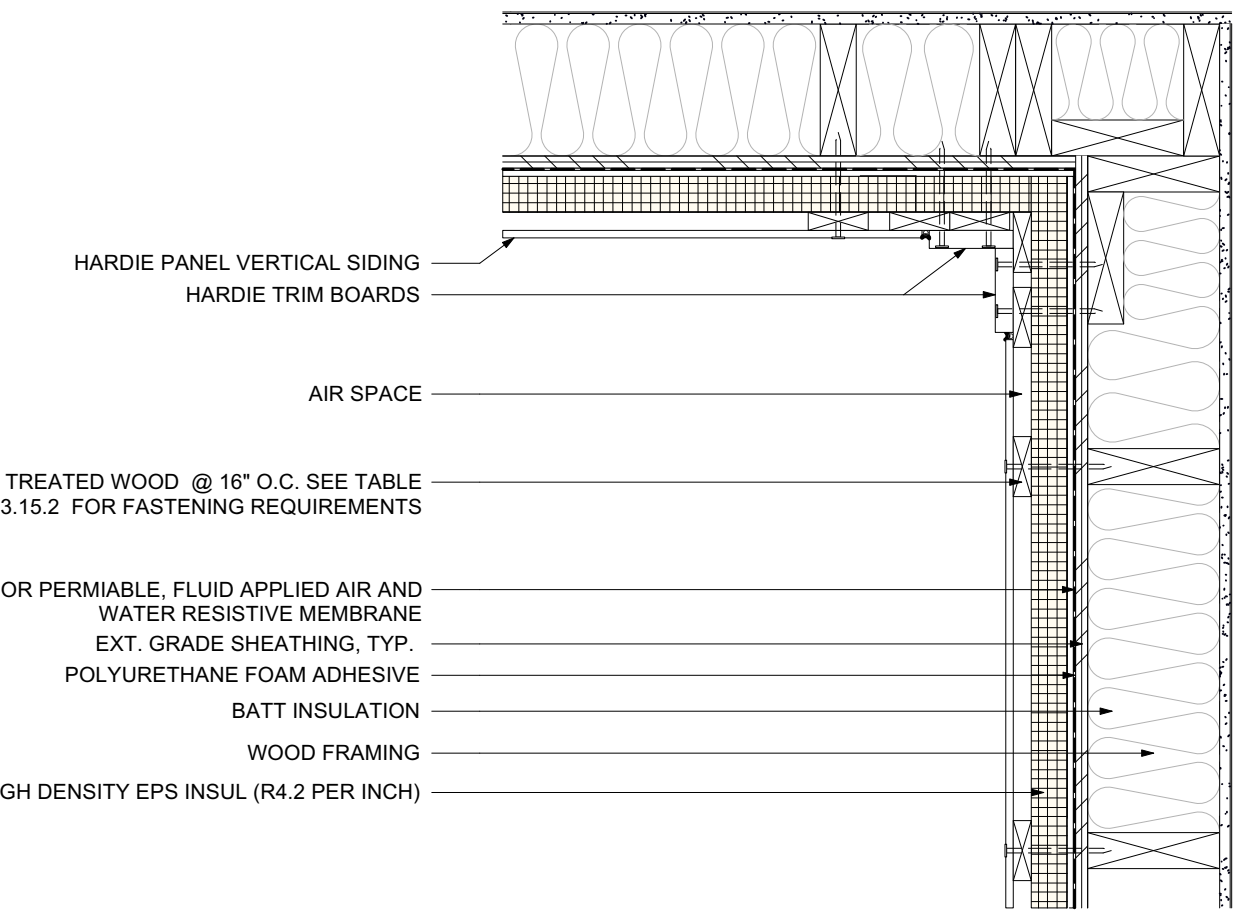 HARDIE PANEL VERTICAL SIDING
HARDIE TRIM BOARDS
AIR SPACE
TREATED WOOD @ 16" O.C. SEE TABLE
3.15.2 FOR FASTENING REQUIREMENTS
OR PERMIABLE, FLUID APPLIED AIR AND
WATER RESISTIVE MEMBRANE
EXT. GRADE SHEATHING, TYP.
POLYURETHANE FOAM ADHESIVE
BATT INSULATION
WOOD FRAMING
GH DENSITY EPS INSUL (R4.2 PER INCH)